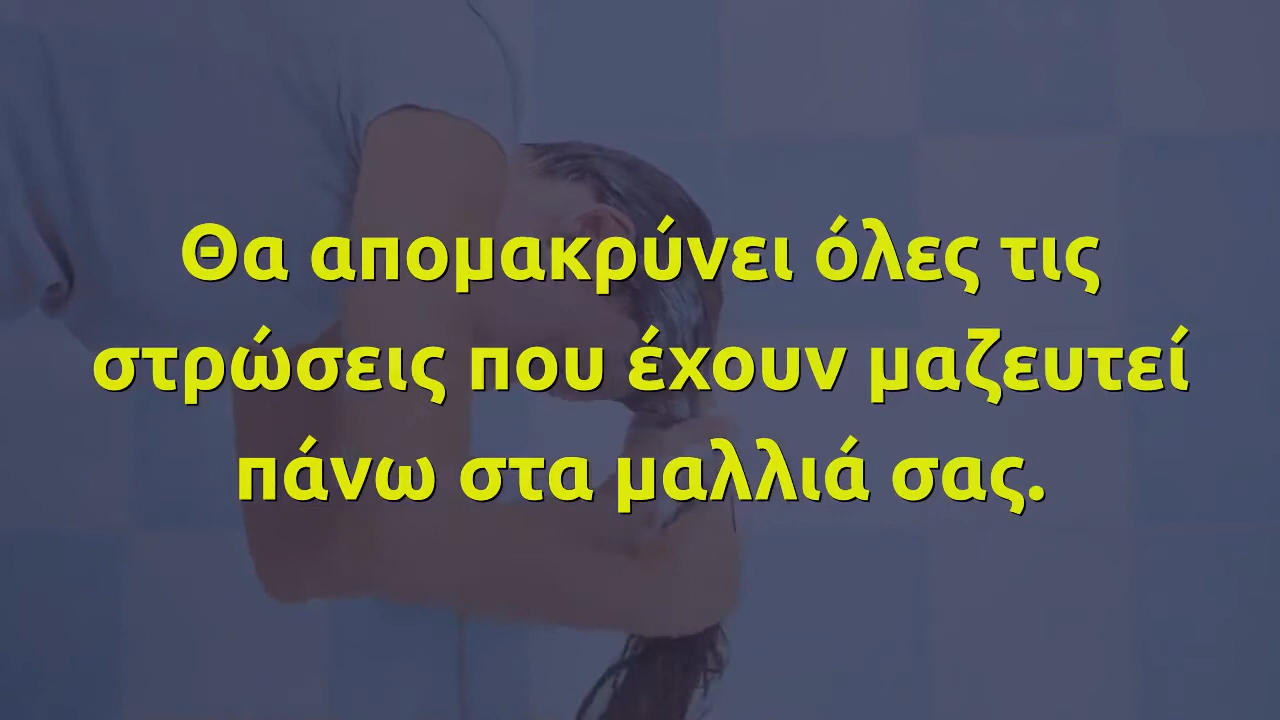 Θα απομακρύνει όλες τις
στρώσεις που έχουν μαζευτεί
πάνω στα μαλλιά σας.